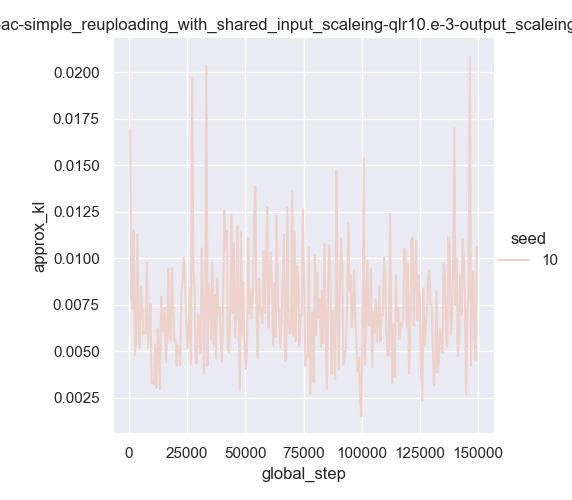 -ac-simple_reuploading_with_shared_input_scaleing-qlr10.e-3-output_scaleing
0.0200
0.0175
0.0150
0.0125
0.0100
0.0075
0.0050
0.0025
approx_kl
0 25000 50000 75000 100000 125000 150000
global_step
seed
10